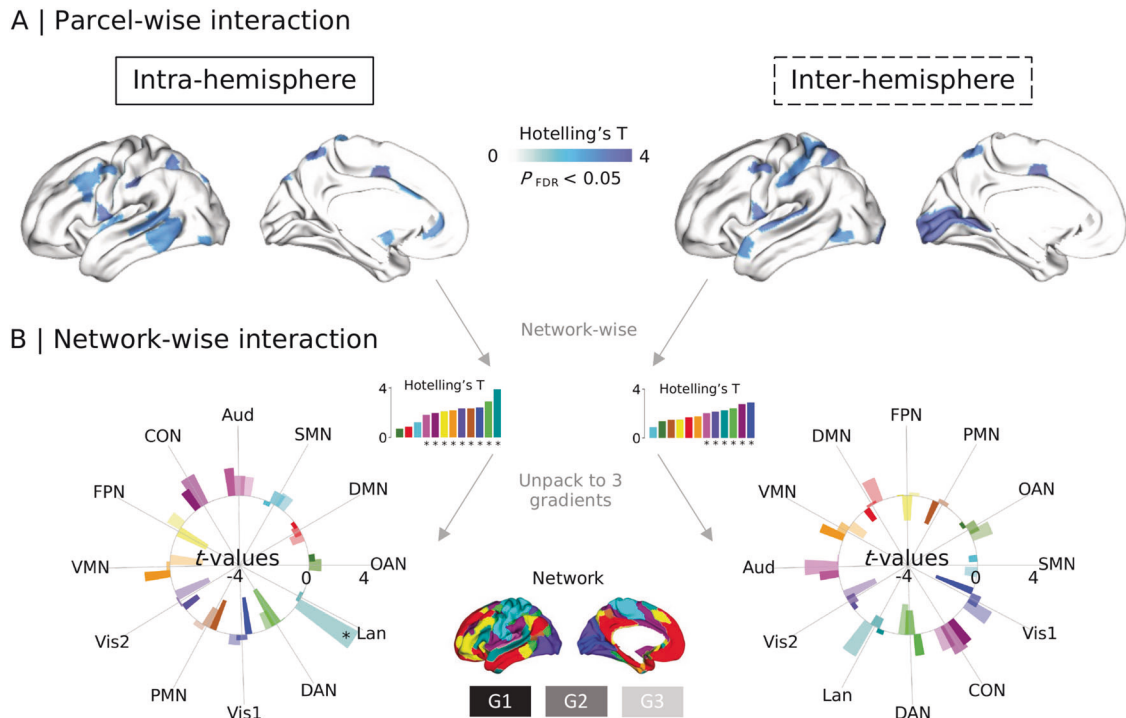 A | Parcel-wise interaction
Intra-hemisphere
Inter-hemisphere
Hotelling's T
0 4
P FDR < 0.05
Network-wise
B | Network-wise interaction
Hotelling's T
4
0
* * * * * * * * *
Hotelling's T
4
0
* * * * * *
Unpack to 3
gradients
Aud
SMN
DMN
OAN
Lan
DAN
Vis1
PMN
Vis2
VMN
FPN
CON
t-values
-4 0 4
*
Network
G1 G2 G3
FPN
PMN
OAN
SMN
Vis1
CON
DAN
Lan
Vis2
Aud
VMN
DMN
t-values
-4 0 4